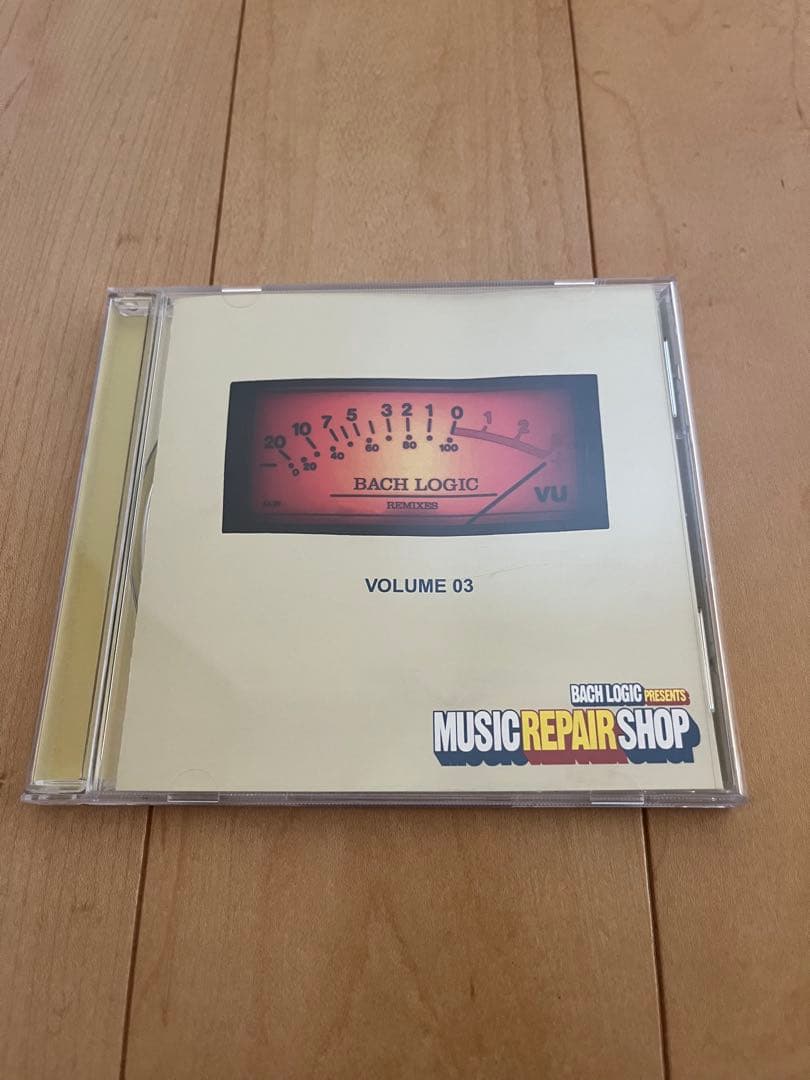 20 10 7 5 3 2 1 0 1 2
0 20 40 60 80 100
BACH LOGIC
VU
REMIXES
VOLUME 03
BACH LOGIC PRESENTS
MUSIC REPAIR SHOP